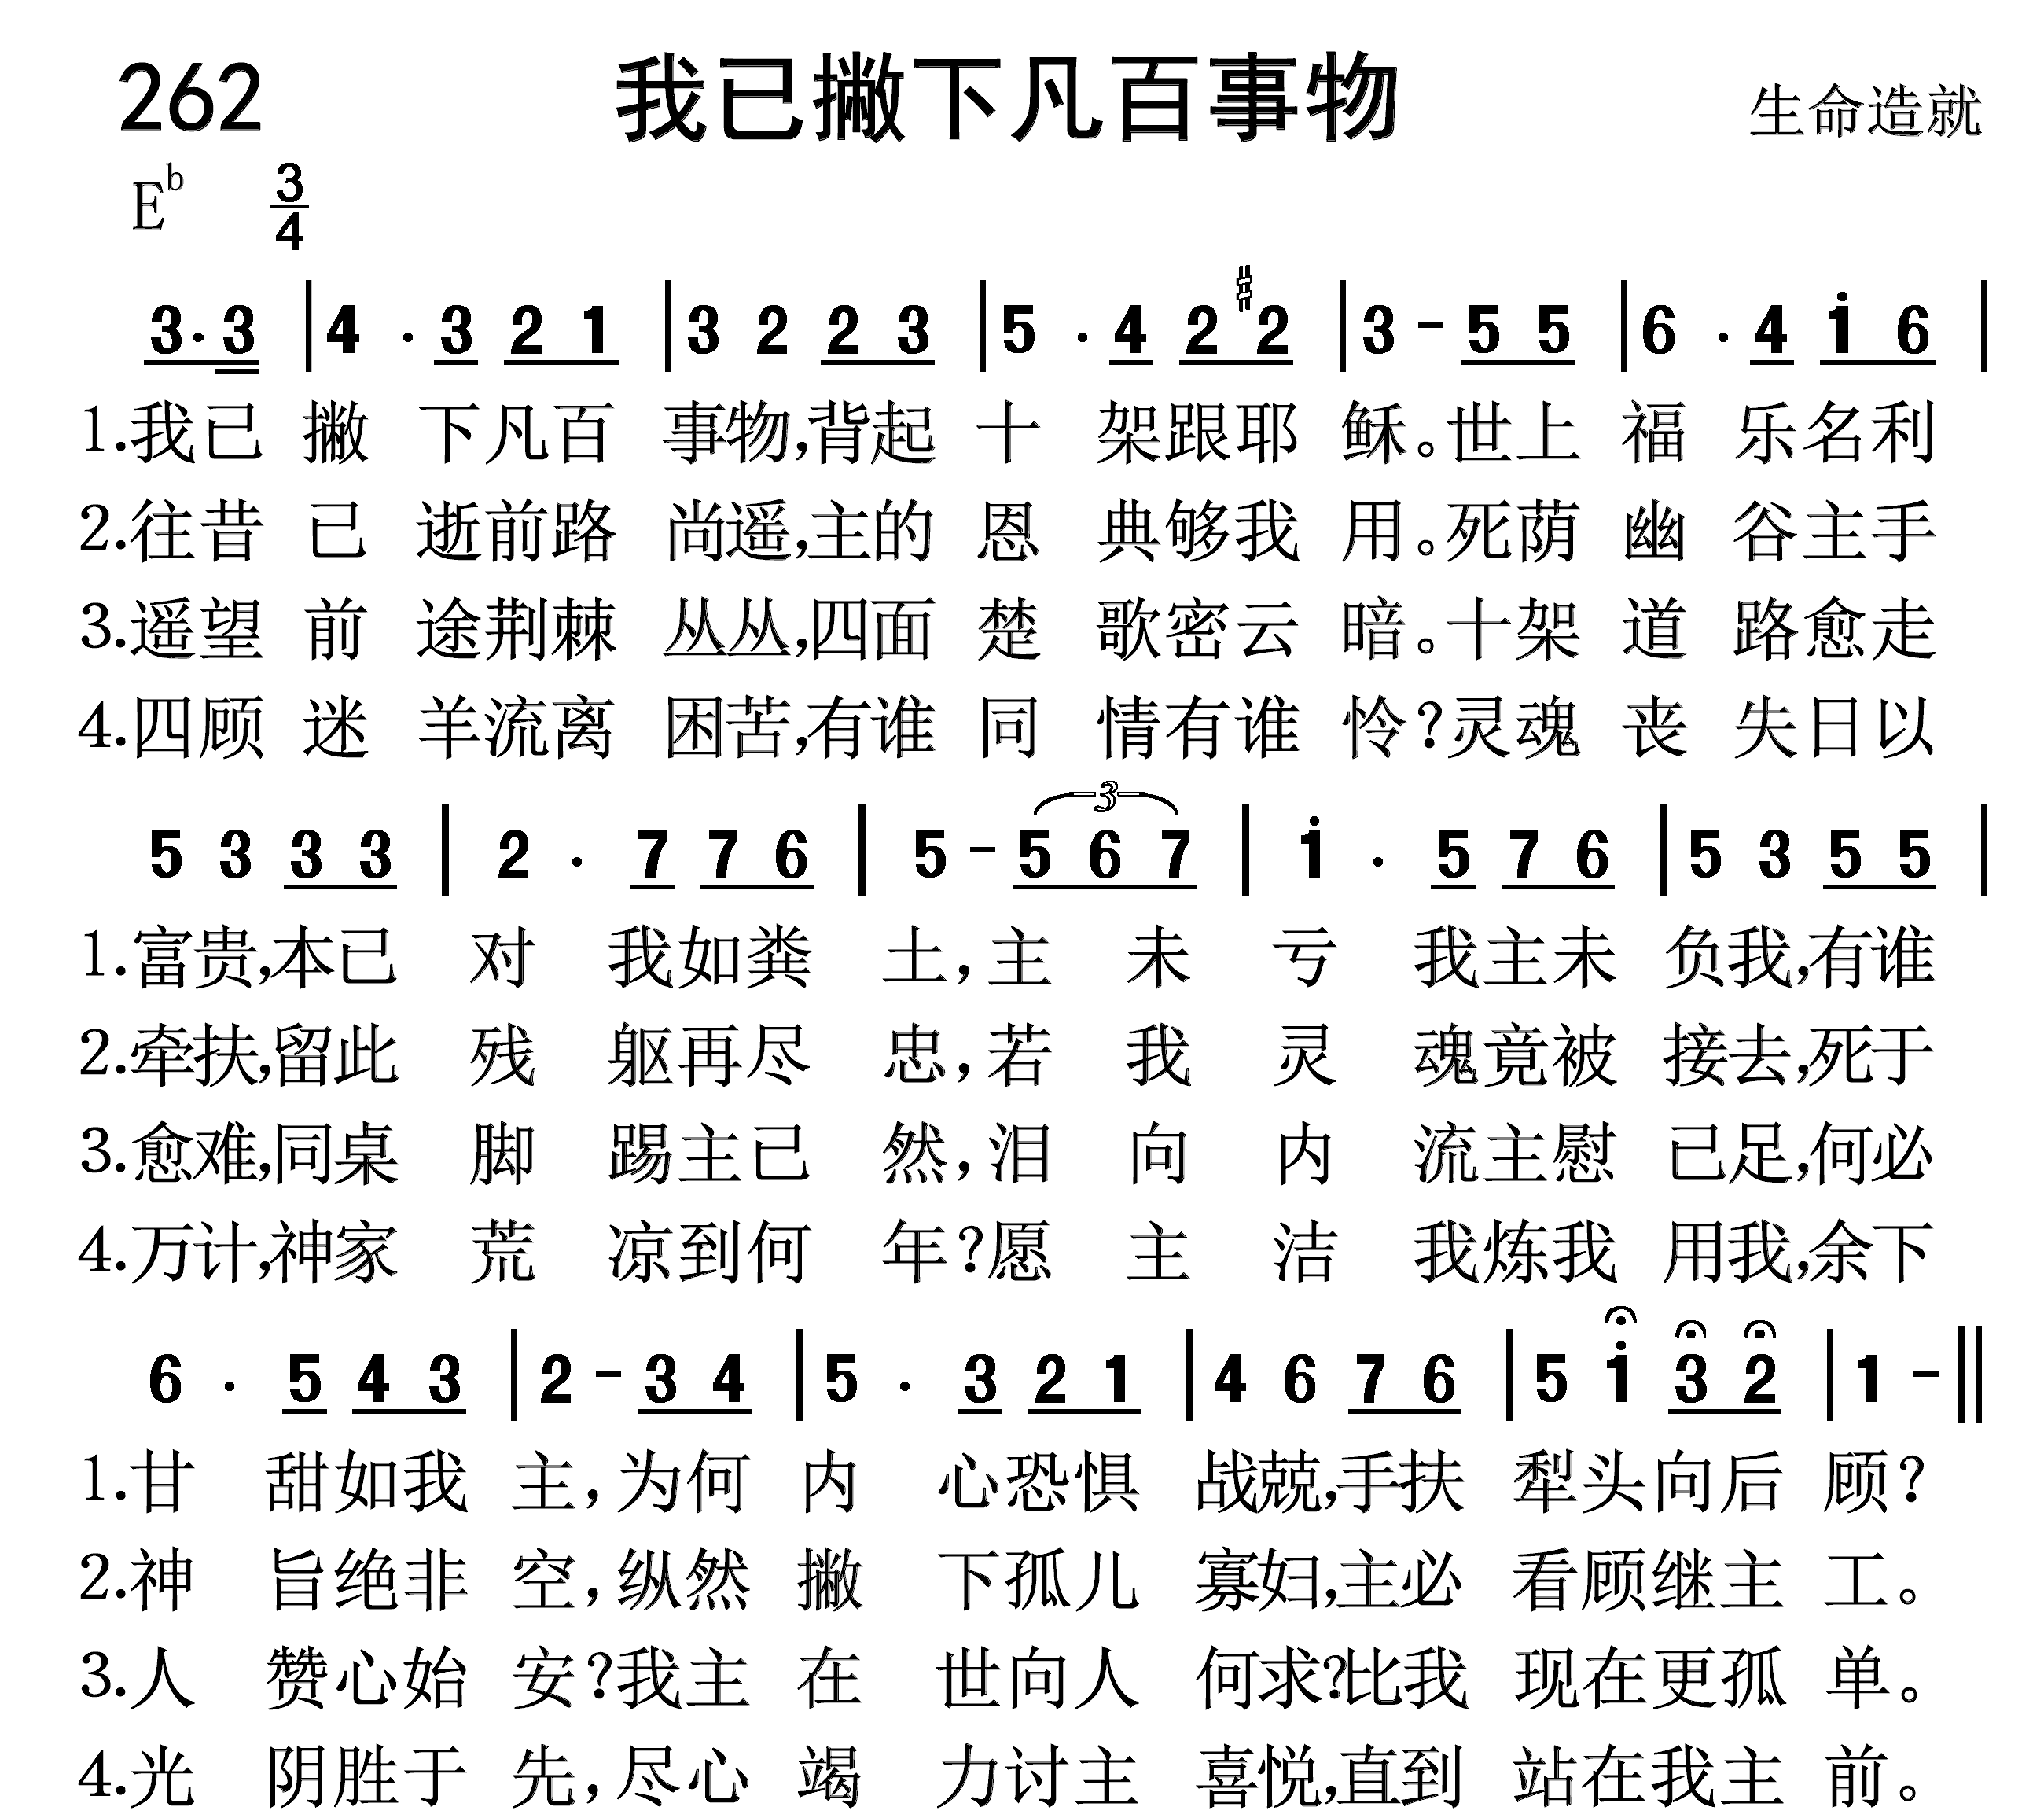 262 我已撇下凡百事物 生命造就
E♭ 3/4
3·3 | 4 · 3 2 1 | 3 2 2 3 | 5 · 4 2 #2 | 3 - 5 5 | 6 · 4 i 6 |
1.我已 撇 下凡百 事物,背起 十 架跟耶 稣。世上 福 乐名利
2.往昔 已 逝前路 尚遥,主的 恩 典够我 用。死荫 幽 谷主手
3.遥望 前 途荆棘 丛丛,四面 楚 歌密云 暗。十架 道 路愈走
4.四顾 迷 羊流离 困苦,有谁 同 情有谁 怜?灵魂 丧 失日以
5 3 3 3 | 2 · 7 7 6 | 5 - 3 5 6 7 | i · 5 7 6 | 5 3 5 5 |
1.富贵,本已 对 我如粪 土,主 未 亏 我主未 负我,有谁
2.牵扶,留此 残 躯再尽 忠,若 我 灵 魂竟被 接去,死于
3.愈难,同桌 脚 踢主已 然,泪 向 内 流主慰 已足,何必
4.万计,神家 荒 凉到何 年?愿 主 洁 我炼我 用我,余下
6 · 5 4 3 | 2 - 3 4 | 5 · 3 2 1 | 4 6 7 6 | 5 i 3 2 | 1 - ||
1.甘 甜如我 主,为何 内 心恐惧 战兢,手扶 犁头向后 顾?
2.神 旨绝非 空,纵然 撇 下孤儿 寡妇,主必 看顾继主 工。
3.人 赞心始 安?我主 在 世向人 何求?比我 现在更孤 单。
4.光 阴胜于 先,尽心 竭 力讨主 喜悦,直到 站在我主 前。